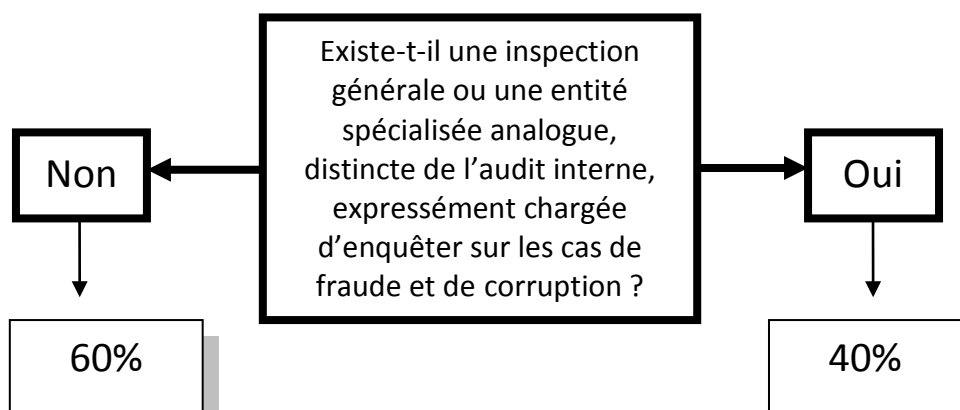 Existe-t-il une inspection
générale ou une entité
spécialisée analogue,
distincte de l’audit interne,
expressément chargée
d’enquêter sur les cas de
fraude et de corruption ?
Non
Oui
60%
40%